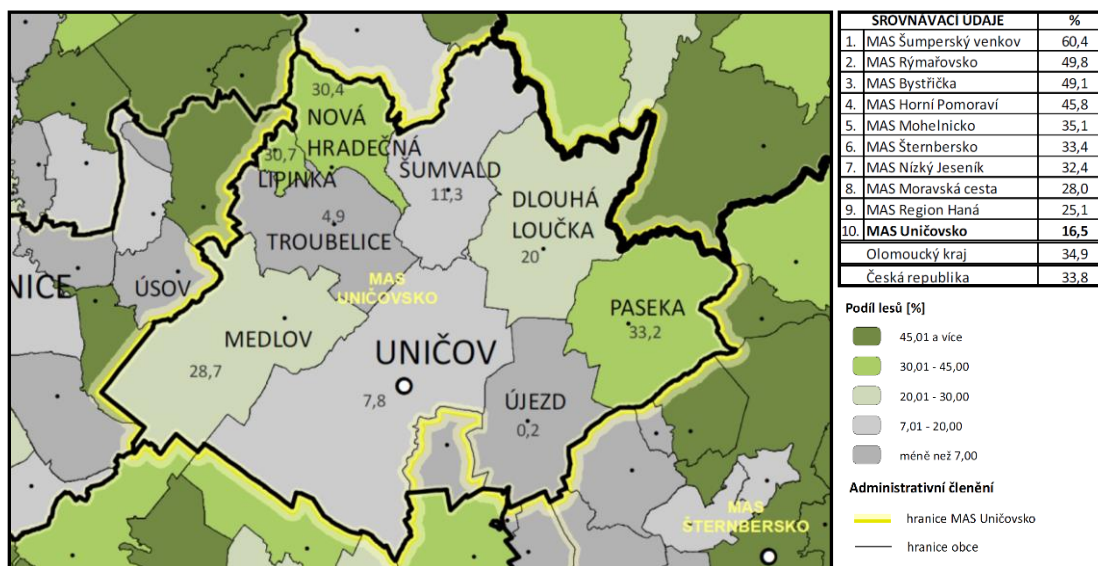 30,4
NOVÁ
HRADEČNÁ
30,7
LIPINKA
ŠUMVALD
11,3
4,9
TROUBELICE
DLOUHÁ
LOUČKA
20
MAS
UNIČOVSKO
NICE
ÚSOV
MEDLOV
28,7
PASEKA
33,2
UNIČOV
7,8
ÚJEZD
0,2
MAS
ŠTERNBERSKO
SROVNÁVACÍ ÚDAJE %
1. MAS Šumperský venkov 60,4
2. MAS Rýmařovsko 49,8
3. MAS Bystřička 49,1
4. MAS Horní Pomoraví 45,8
5. MAS Mohelnicko 35,1
6. MAS Šternbersko 33,4
7. MAS Nízký Jeseník 32,4
8. MAS Moravská cesta 28,0
9. MAS Region Haná 25,1
10. MAS Uničovsko 16,5
Olomoucký kraj 34,9
Česká republika 33,8
Podíl lesů [%]
45,01 a více
30,01 - 45,00
20,01 - 30,00
7,01 - 20,00
méně než 7,00
Administrativní členění
hranice MAS Uničovsko
hranice obce